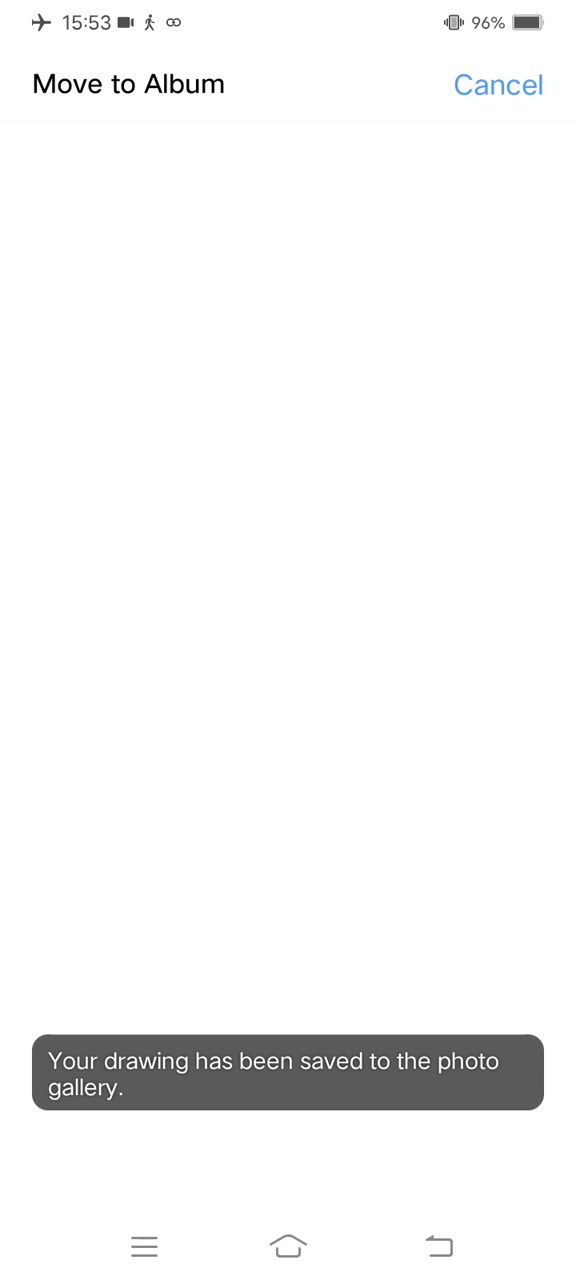 15:53
96%
Move to Album
Cancel
Your drawing has been saved to the photo
gallery.